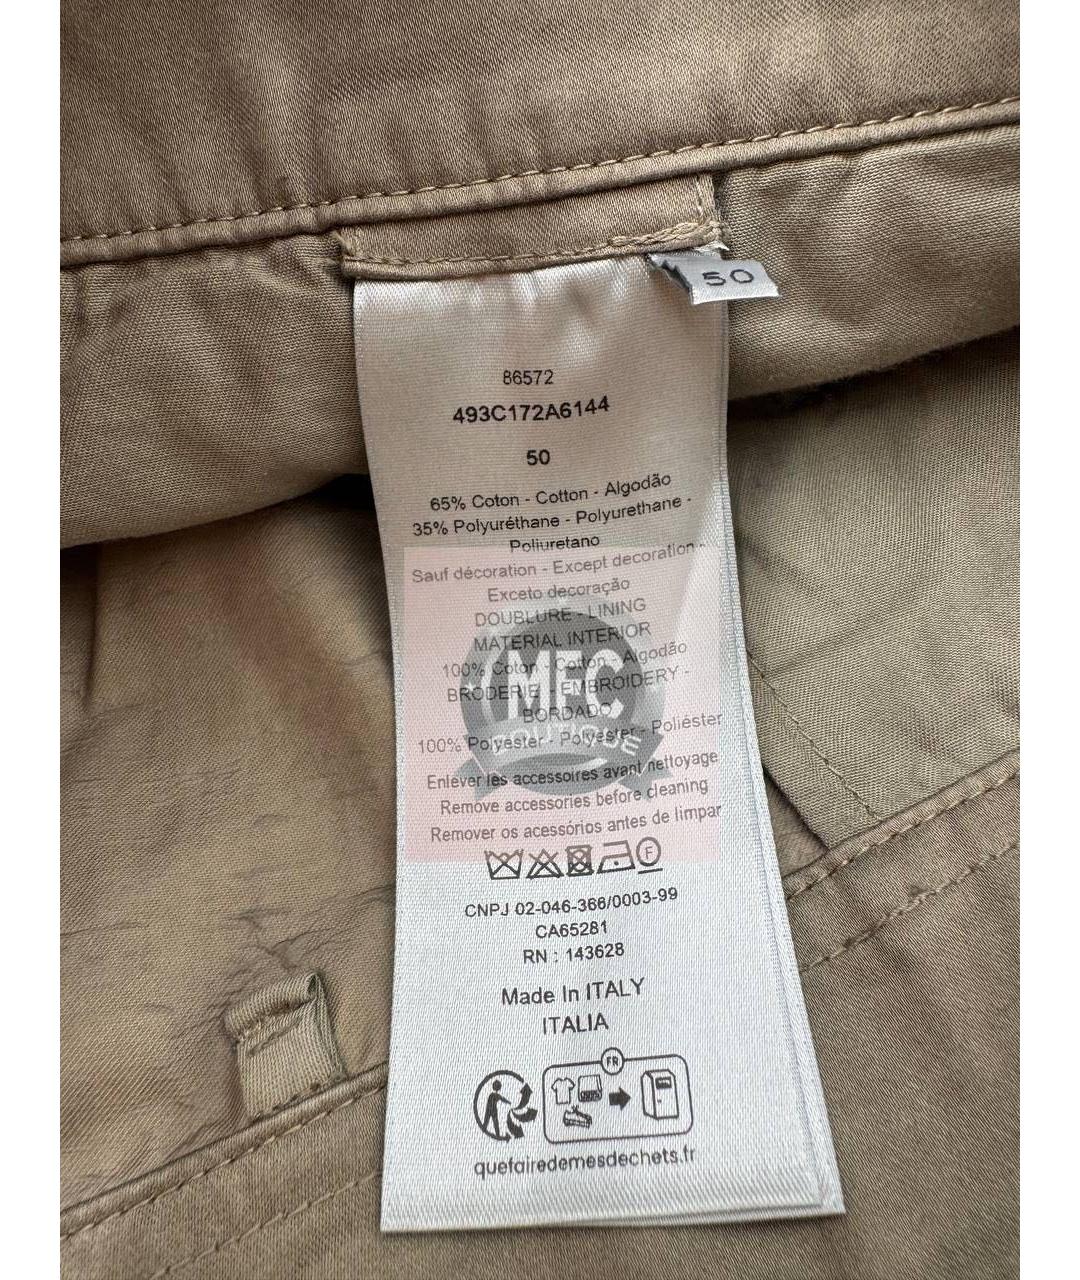 50
86572
493C172A6144
50
65% Coton - Cotton - Algodão
35% Polyuréthane - Polyurethane -
Poliuretano
Sauf décoration - Except decoration -
Exceto decoração
DOUBLURE - LINING
MATERIAL INTERIOR
100% Coton - Cotton - Algodão
BRODERIE - EMBROIDERY -
BORDADO
100% Polyester - Polyester - Poliéster
Enlever les accessoires avant nettoyage
Remove accessories before cleaning
Remover os acessórios antes de limpar
MFC
BOUTIQUE
F
CNPJ 02-046-366/0003-99
CA65281
RN : 143628
Made In ITALY
ITALIA
FR
quefairedemesdechets.fr